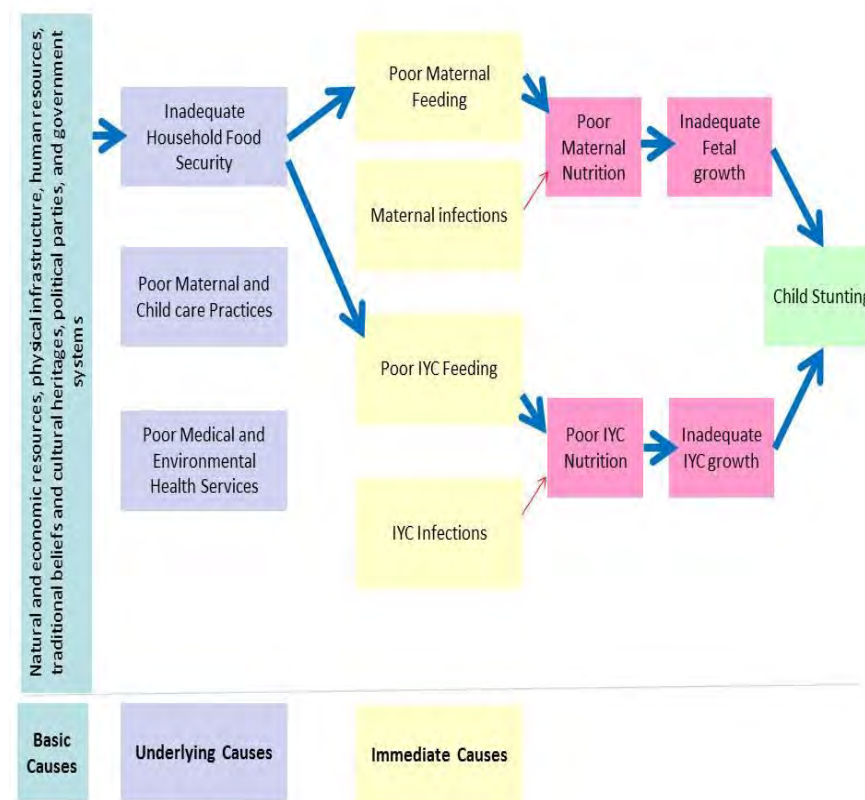 Natural and economic resources, physical infrastructure, human resources,
traditional beliefs and cultural heritages, political parties, and government
systems
Inadequate
Household Food
Security
Poor Maternal and
Child care Practices
Poor Medical and
Environmental
Health Services
Poor Maternal
Feeding
Maternal infections
Poor IYC Feeding
IYC Infections
Poor
Maternal
Nutrition
Inadequate
Fetal
growth
Poor IYC
Nutrition
Inadequate
IYC growth
Child Stunting
Basic
Causes
Underlying Causes
Immediate Causes